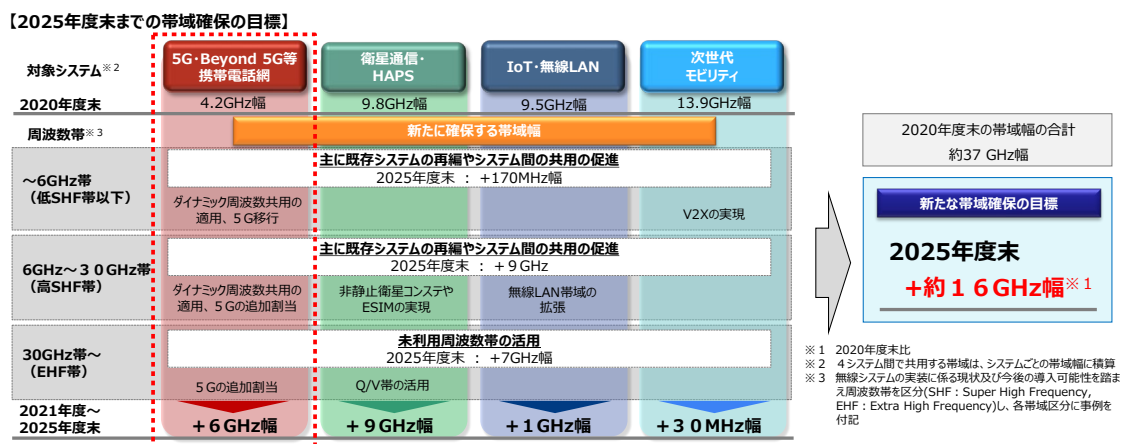 【2025年度末までの帯域確保の目標】
対象システム※2
5G・Beyond 5G等
携帯電話網
衛星通信・
HAPS
IoT・無線LAN
次世代
モビリティ
2020年度末
4.2GHz幅
9.8GHz幅
9.5GHz幅
13.9GHz幅
周波数帯※3
新たに確保する帯域幅
～6GHz帯
（低SHF帯以下）
主に既存システムの再編やシステム間の共用の促進
2025年度末 ： +170MHz幅
ダイナミック周波数共用の
適用、５G移行
V2Xの実現
6GHz～３０GHz帯
（高SHF帯）
主に既存システムの再編やシステム間の共用の促進
2025年度末 ： +９GHz
ダイナミック周波数共用の
適用、５Gの追加割当
非静止衛星コンステや
ESIMの実現
無線LAN帯域の
拡張
30GHz帯～
（EHF帯）
未利用周波数帯の活用
2025年度末 ： +7GHz幅
５Gの追加割当
Q/V帯の活用
2021年度～
2025年度末
＋６GHz幅
＋９GHz幅
＋１GHz幅
＋３０MHz幅
2020年度末の帯域幅の合計
約37 GHz幅
新たな帯域確保の目標
2025年度末
+約１６GHz幅※１
※１ 2020年度末比
※２ ４システム間で共用する帯域は、システムごとの帯域幅に積算
※３ 無線システムの実装に係る現状及び今後の導入可能性を踏ま
え周波数帯を区分(SHF：Super High Frequency,
EHF：Extra High Frequency)し、各帯域区分に事例を
付記